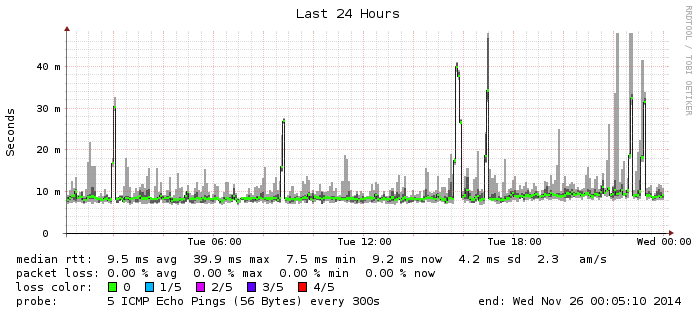 Last 24 Hours
RRDTOOL / TOBI OETIKER
Seconds
40 m
30 m
20 m
10 m
0
Tue 06:00 Tue 12:00 Tue 18:00 Wed 00:00
median rtt: 9.5 ms avg 39.9 ms max 7.5 ms min 9.2 ms now 4.2 ms sd 2.3 am/s
packet loss: 0.00 % avg 0.00 % max 0.00 % min 0.00 % now
loss color: 0 1/5 2/5 3/5 4/5
probe: 5 ICMP Echo Pings (56 Bytes) every 300s end: Wed Nov 26 00:05:10 2014